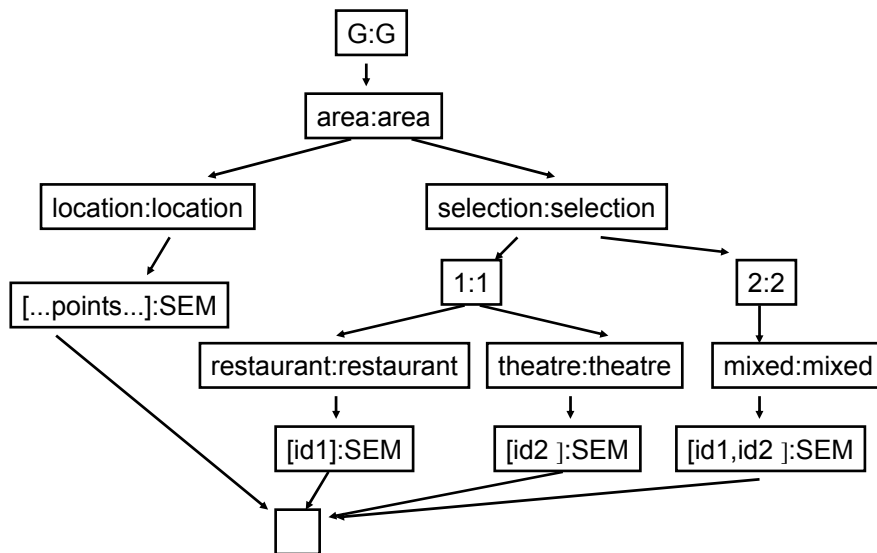 G:G
area:area
location:location
selection:selection
1:1
2:2
[...points...]:SEM
restaurant:restaurant
theatre:theatre
mixed:mixed
[id1]:SEM
[id2 ]:SEM
[id1,id2 ]:SEM